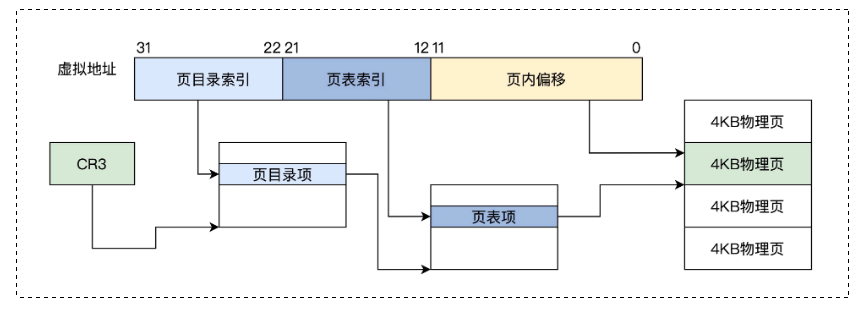 31 22 21 12 11 0
虚拟地址 页目录索引 页表索引 页内偏移
4KB物理页
CR3 页目录项 4KB物理页
页表项 4KB物理页
4KB物理页